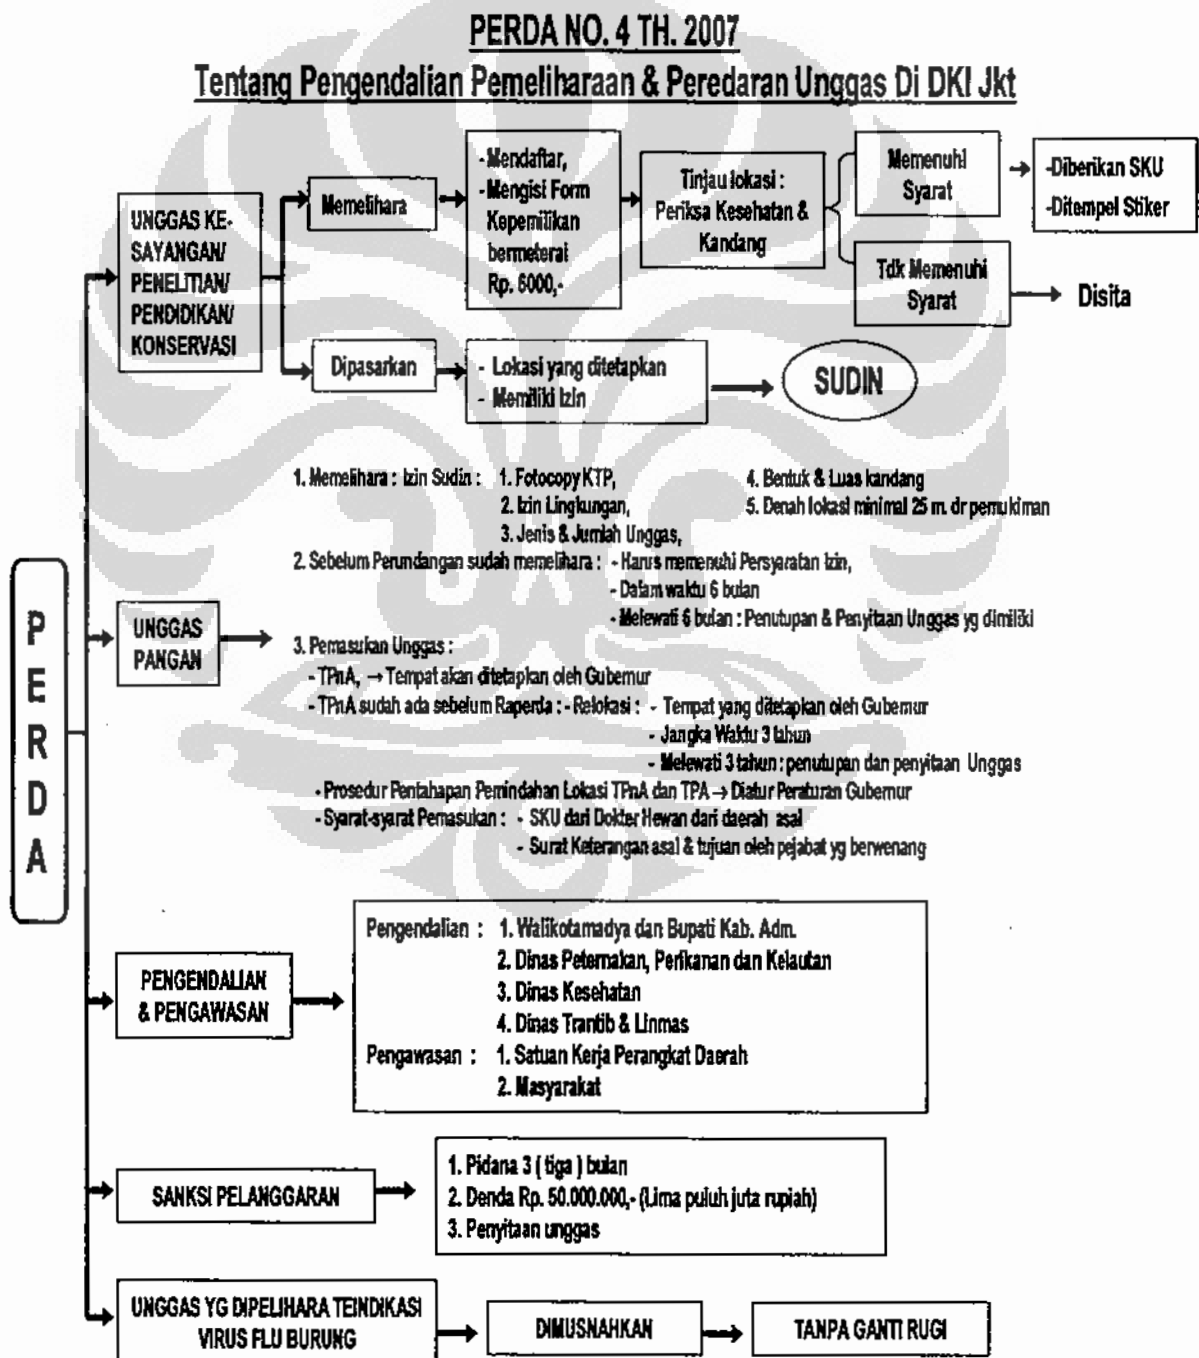 PERDA NO. 4 TH. 2007
Tentang Pengendalian Pemeliharaan & Peredaran Unggas Di DKI Jkt
PERDA
UNGGAS KE-
SAYANGAN/
PENELITIAN/
PENDIDIKAN/
KONSERVASI
Memelihara
- Mendaftar,
- Mengisi Form
Kepemilikan
bermeterai
Rp. 6000,-
Tinjau lokasi :
Periksa Kesehatan &
Kandang
Memenuhi
Syarat
-Diberikan SKU
-Ditempel Stiker
Tdk Memenuhi
Syarat
Disita
Dipasarkan
- Lokasi yang ditetapkan
- Memiliki Izin
SUDIN
UNGGAS
PANGAN
1. Memelihara : Izin Sudin : 1. Fotocopy KTP, 4. Bentuk & Luas kandang
2. Izin Lingkungan, 5. Denah lokasi minimal 25 m. dr pemukiman
3. Jenis & Jumlah Unggas,
2. Sebelum Perundangan sudah memelihara : - Harus memenuhi Persyaratan Izin,
- Dalam waktu 6 bulan
- Melewati 6 bulan : Penutupan & Penyitaan Unggas yg dimiliki
3. Pemasukan Unggas :
- TPnA, → Tempat akan ditetapkan oleh Gubernur
- TPnA sudah ada sebelum Raperda : - Relokasi : - Tempat yang ditetapkan oleh Gubernur
- Jangka Waktu 3 tahun
- Melewati 3 tahun : penutupan dan penyitaan Unggas
- Prosedur Pentahapan Pemindahan Lokasi TPnA dan TPA → Diatur Peraturan Gubernur
- Syarat-syarat Pemasukan : - SKU dari Dokter Hewan dari daerah asal
- Surat Keterangan asal & tujuan oleh pejabat yg berwenang
PENGENDALIAN
& PENGAWASAN
Pengendalian : 1. Walikotamadya dan Bupati Kab. Adm.
2. Dinas Peternakan, Perikanan dan Kelautan
3. Dinas Kesehatan
4. Dinas Trantib & Linmas
Pengawasan : 1. Satuan Kerja Perangkat Daerah
2. Masyarakat
SANKSI PELANGGARAN
1. Pidana 3 ( tiga ) bulan
2. Denda Rp. 50.000.000,- (Lima puluh juta rupiah)
3. Penyitaan unggas
UNGGAS YG DIPELIHARA TEINDIKASI
VIRUS FLU BURUNG
DIMUSNAHKAN
TANPA GANTI RUGI